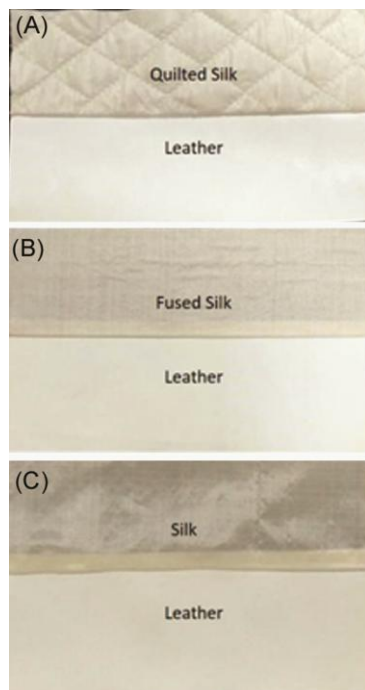 (A)
Quilted Silk
Leather
(B)
Fused Silk
Leather
(C)
Silk
Leather